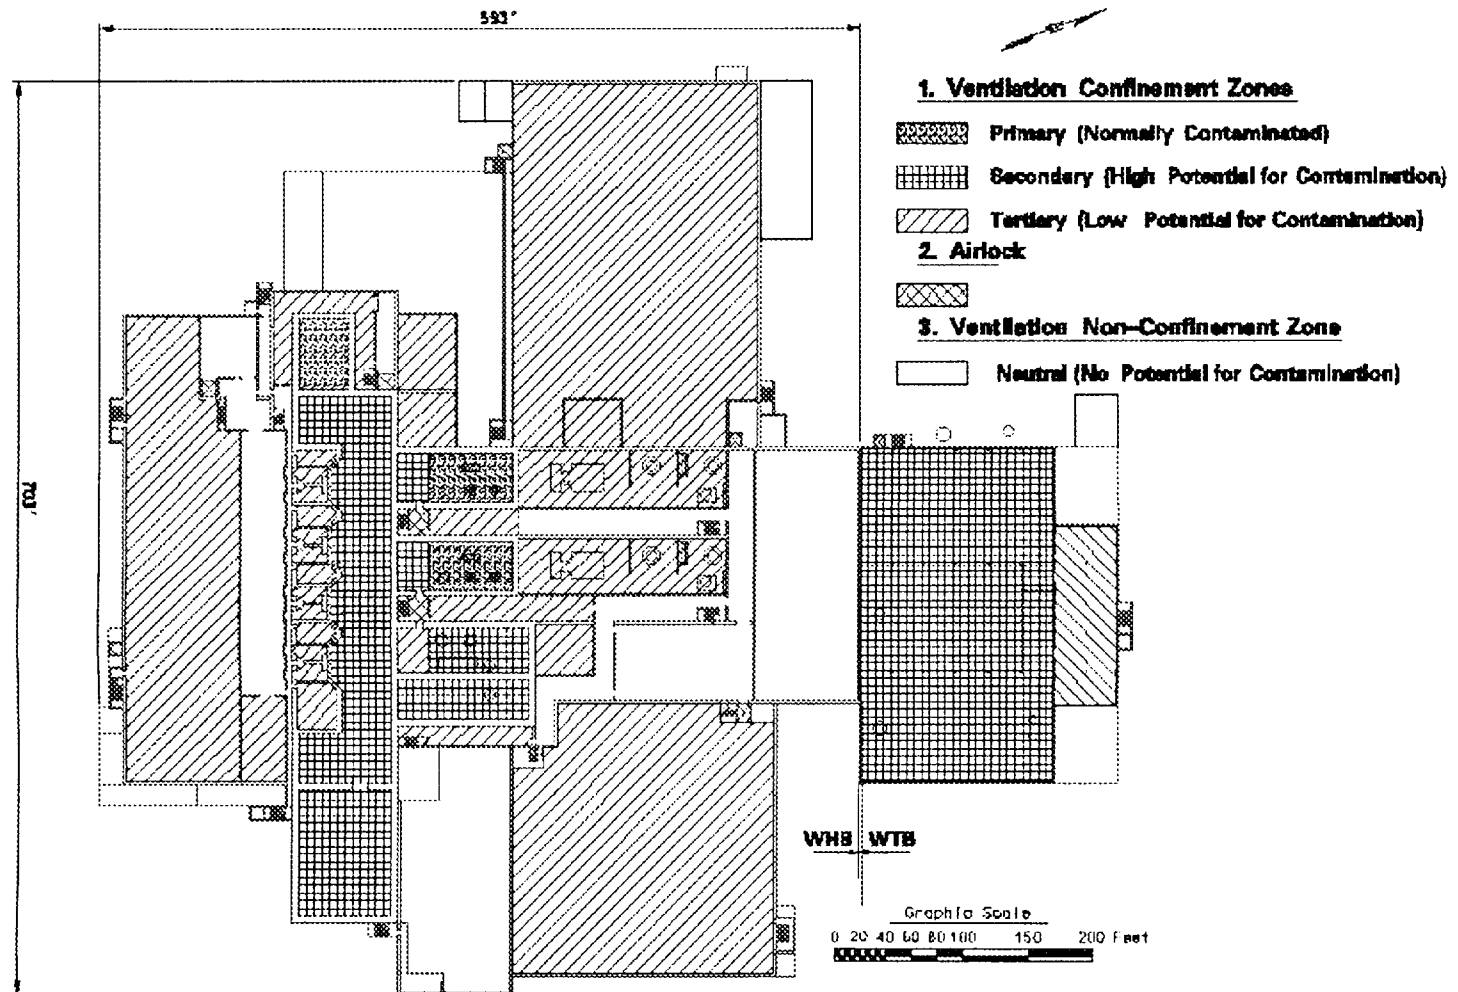 593'
1. Ventilation Confinement Zones
Primary (Normally Contaminated)
Secondary (High Potential for Contamination)
Tertiary (Low Potential for Contamination)
2. Airlock
3. Ventilation Non-Confinement Zone
Neutral (No Potential for Contamination)
703'
WHB WTB
Graphic Scale
0 20 40 60 80 100 150 200 Feet